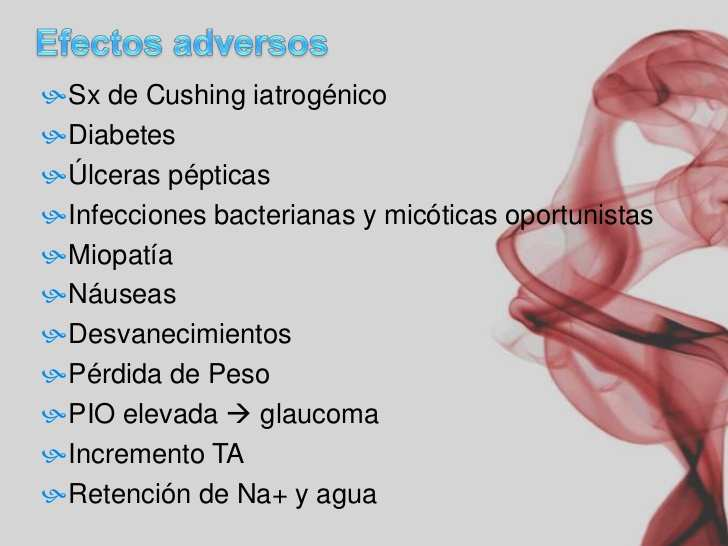 Efectos adversos
Sx de Cushing iatrogénico
Diabetes
Úlceras pépticas
Infecciones bacterianas y micóticas oportunistas
Miopatía
Náuseas
Desvanecimientos
Pérdida de Peso
PIO elevada → glaucoma
Incremento TA
Retención de Na+ y agua